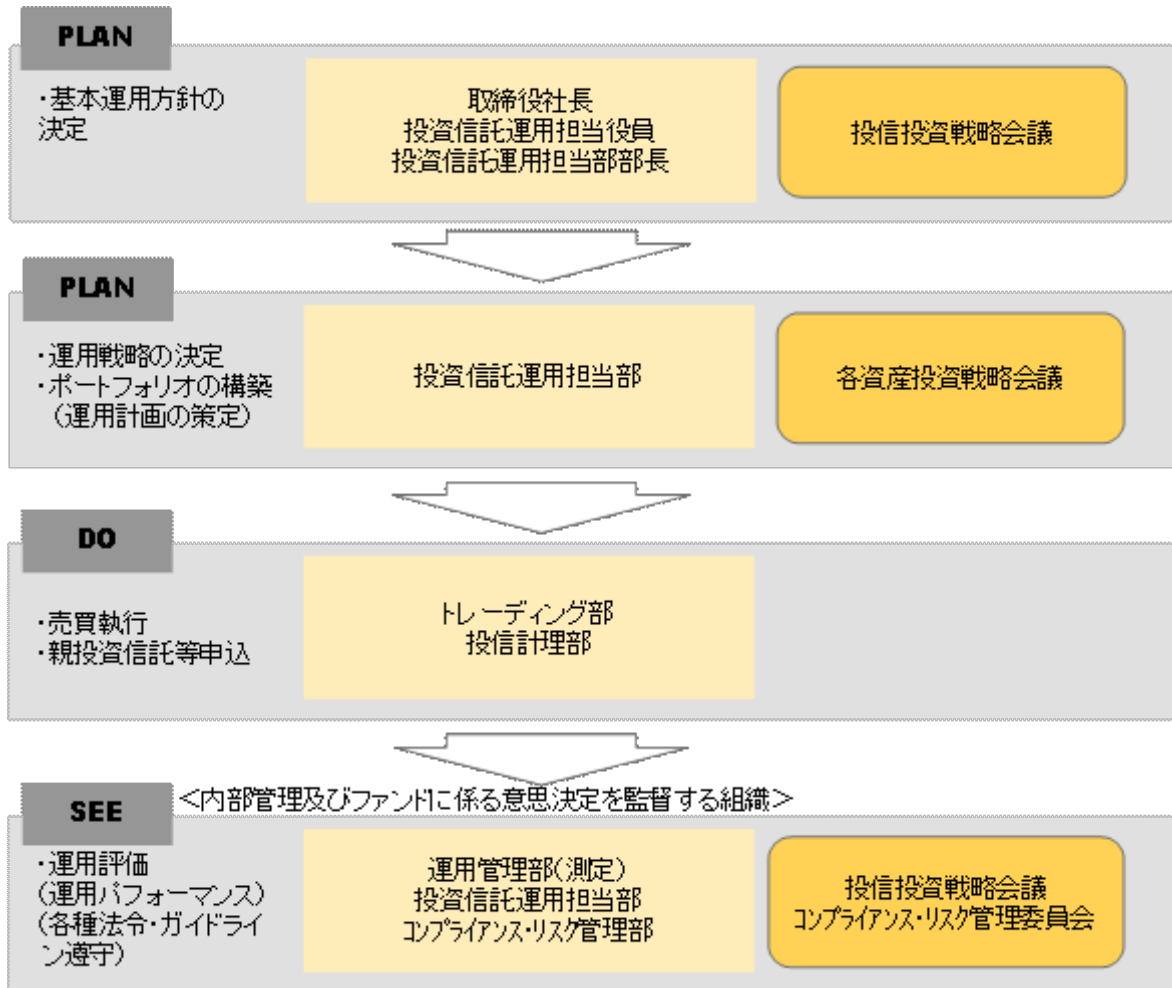 PLAN
・基本運用方針の
決定
取締役社長
投資信託運用担当役員
投資信託運用担当部部長
投信投資戦略会議
PLAN
・運用戦略の決定
・ポートフォリオの構築
（運用計画の策定）
投資信託運用担当部
各資産投資戦略会議
DO
・売買執行
・親投資信託等申込
トレーディング部
投信計理部
＜内部管理及びファンドに係る意思決定を監督する組織＞
SEE
・運用評価
(運用パフォーマンス)
(各種法令・ガイドライ
ン遵守)
運用管理部(測定)
投資信託運用担当部
コンプライアンス・リスク管理部
投信投資戦略会議
コンプライアンス・リスク管理委員会